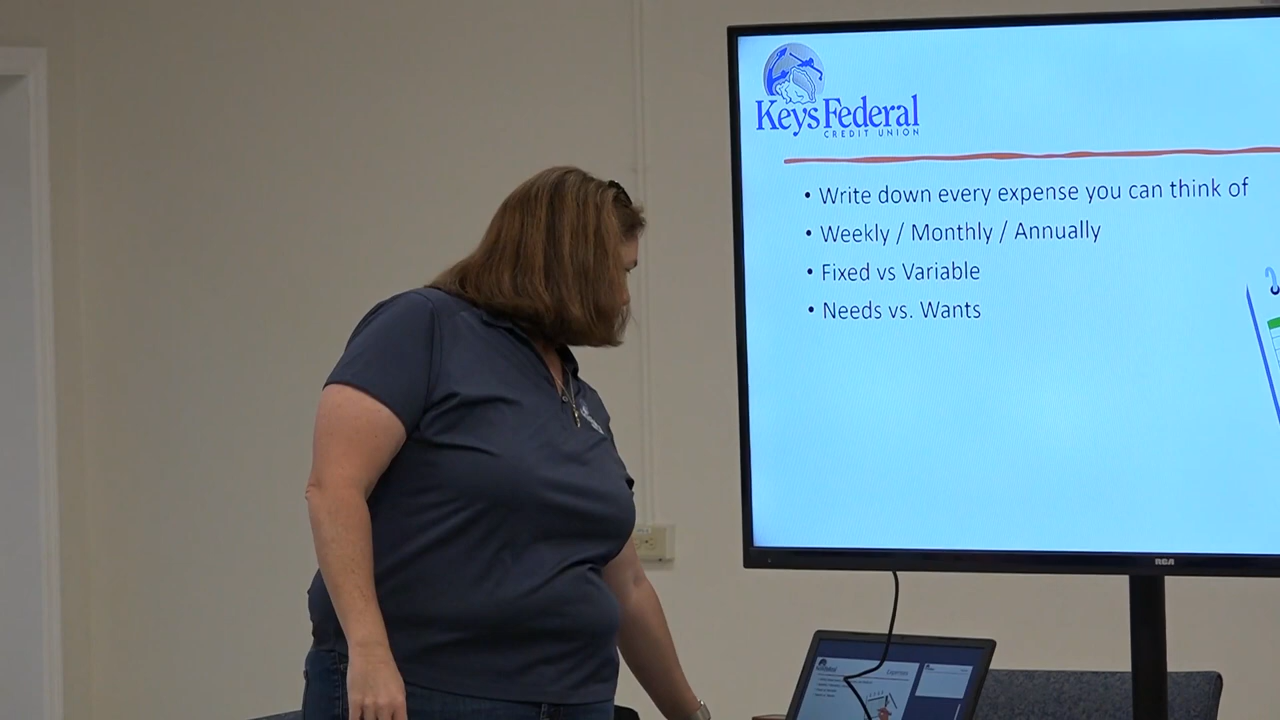 Keys Federal
CREDIT UNION
• Write down every expense you can think of
• Weekly / Monthly / Annually
• Fixed vs Variable
• Needs vs. Wants
RCA
Expenses